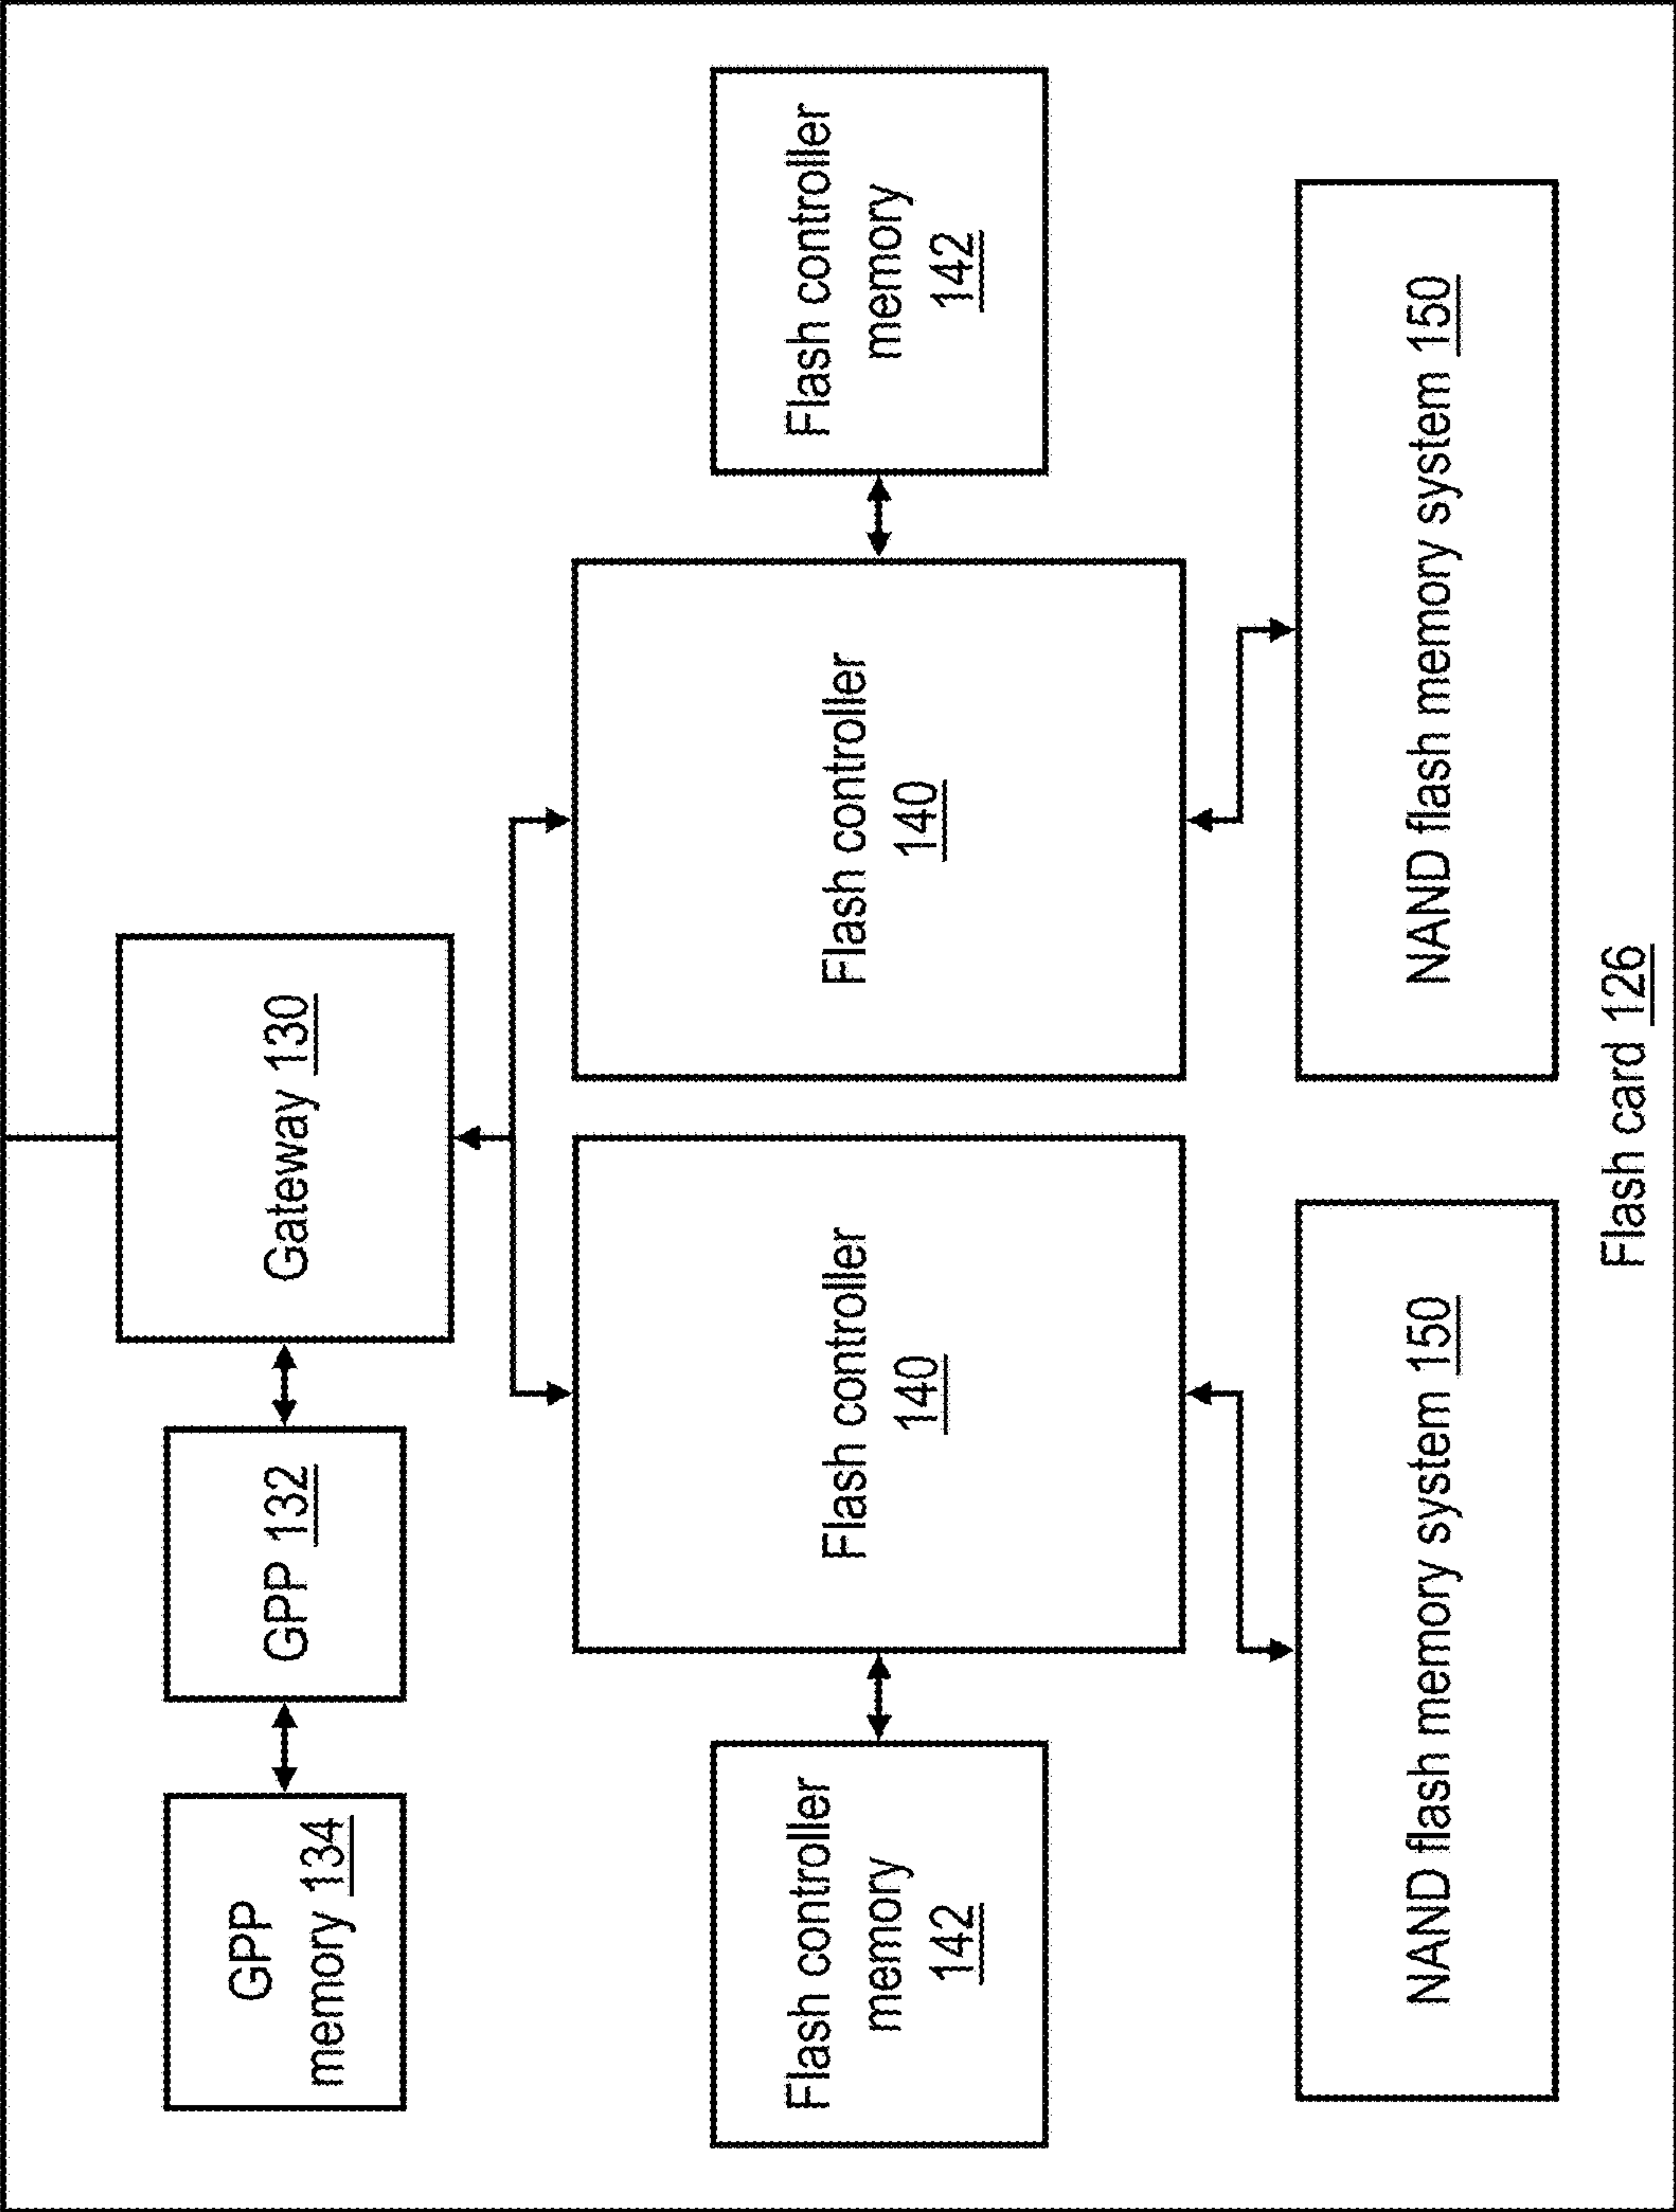 GPP
memory 134
GPP 132
Gateway 130
Flash controller
memory
142
Flash controller
140
Flash controller
140
Flash controller
memory
142
NAND flash memory system 150
NAND flash memory system 150
Flash card 126